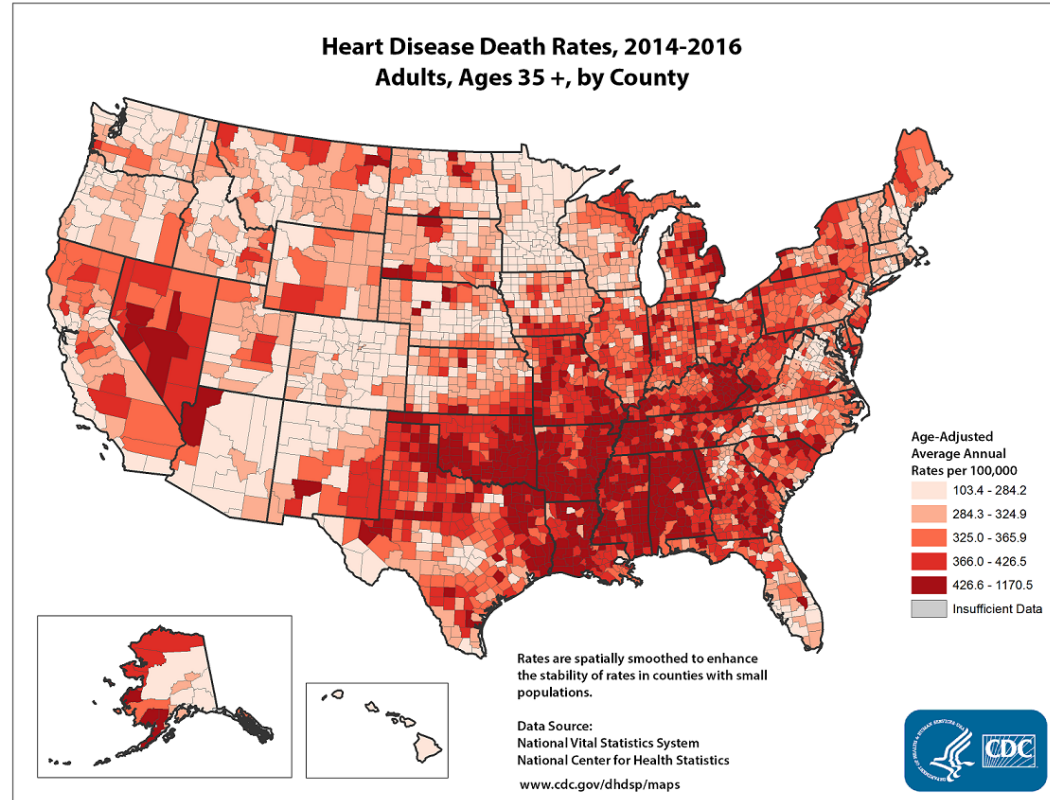 Heart Disease Death Rates, 2014-2016
Adults, Ages 35 +, by County
Age-Adjusted
Average Annual
Rates per 100,000
103.4 - 284.2
284.3 - 324.9
325.0 - 365.9
366.0 - 426.5
426.6 - 1170.5
Insufficient Data
Rates are spatially smoothed to enhance
the stability of rates in counties with small
populations.
Data Source:
National Vital Statistics System
National Center for Health Statistics
www.cdc.gov/dhdsp/maps
CDC